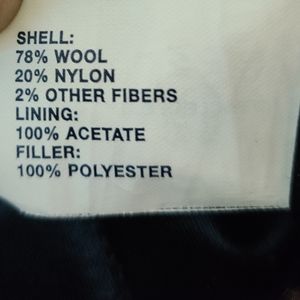 SHELL:
78% WOOL
20% NYLON
2% OTHER FIBERS
LINING:
100% ACETATE
FILLER:
100% POLYESTER